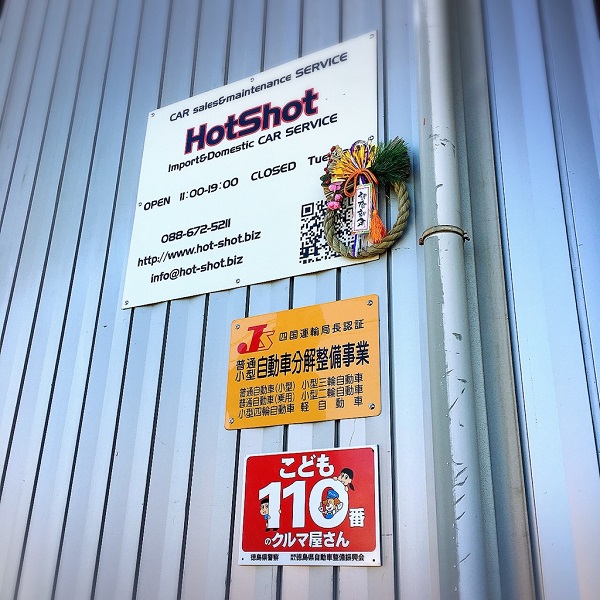 CAR sales&maintenance SERVICE
HotShot
Import&Domestic CAR SERVICE
OPEN 11:00-19:00 CLOSED Tue
088-672-5211
http://www.hot-shot.biz
info@hot-shot.biz
JS 四国運輸局長認証
普通
小型 自動車分解整備事業
普通自動車(小型) 小型三輪自動車
普通自動車(乗用) 小型二輪自動車
小型四輪自動車 軽自動車
こども
110番
のクルマ屋さん
徳島県警察 徳島県自動車整備振興会